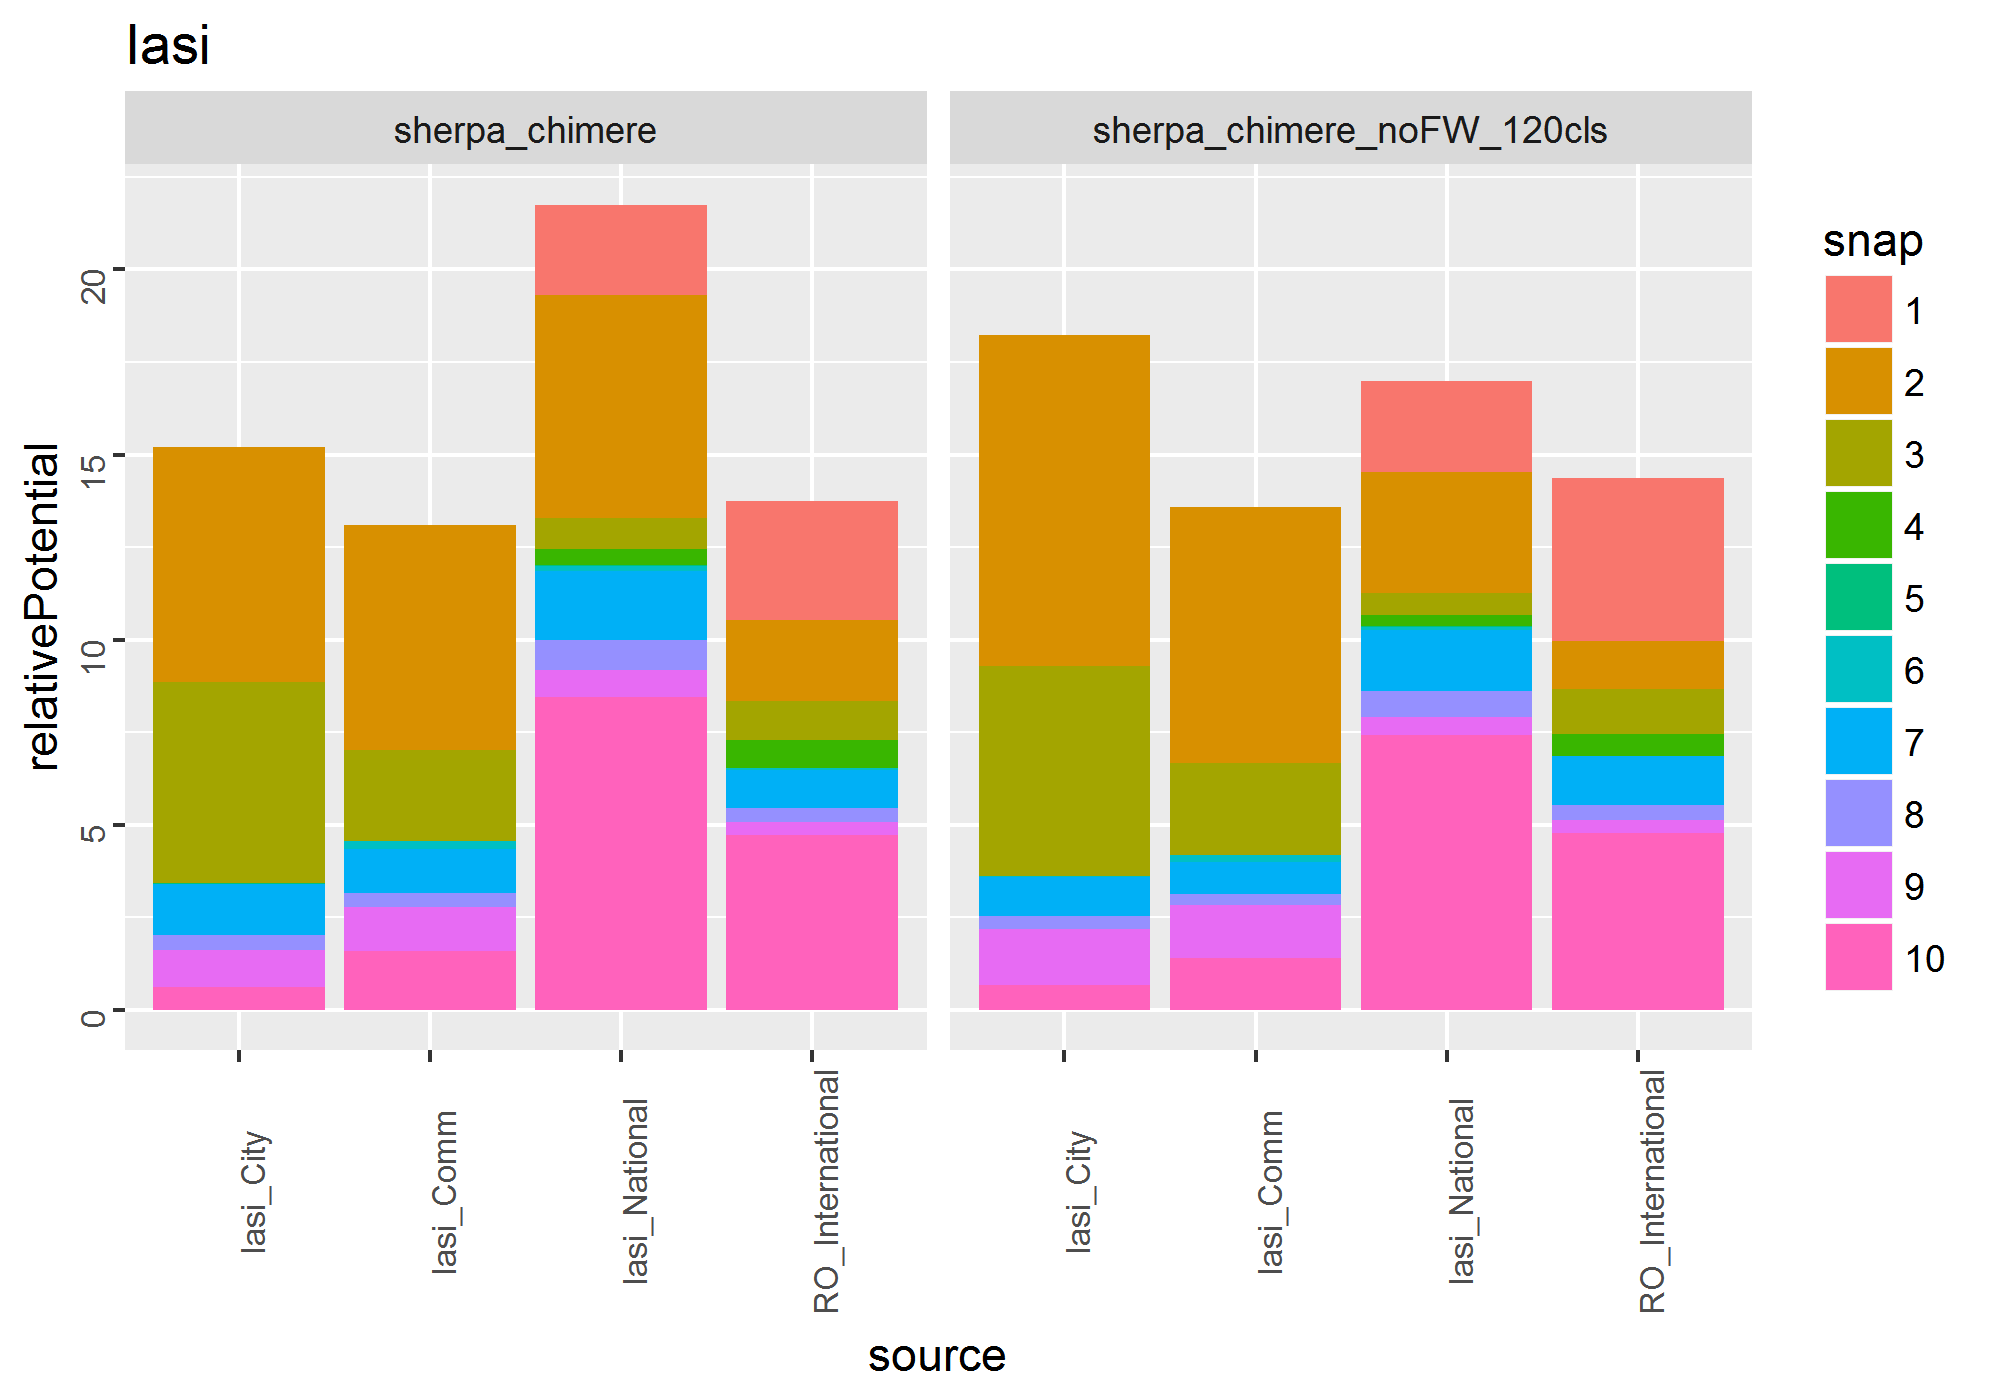 Iasi
sherpa_chimere
sherpa_chimere_noFW_120cls
relativePotential
20
15
10
5
0
Iasi_City
Iasi_Comm
Iasi_National
RO_International
Iasi_City
Iasi_Comm
Iasi_National
RO_International
source
snap
1
2
3
4
5
6
7
8
9
10